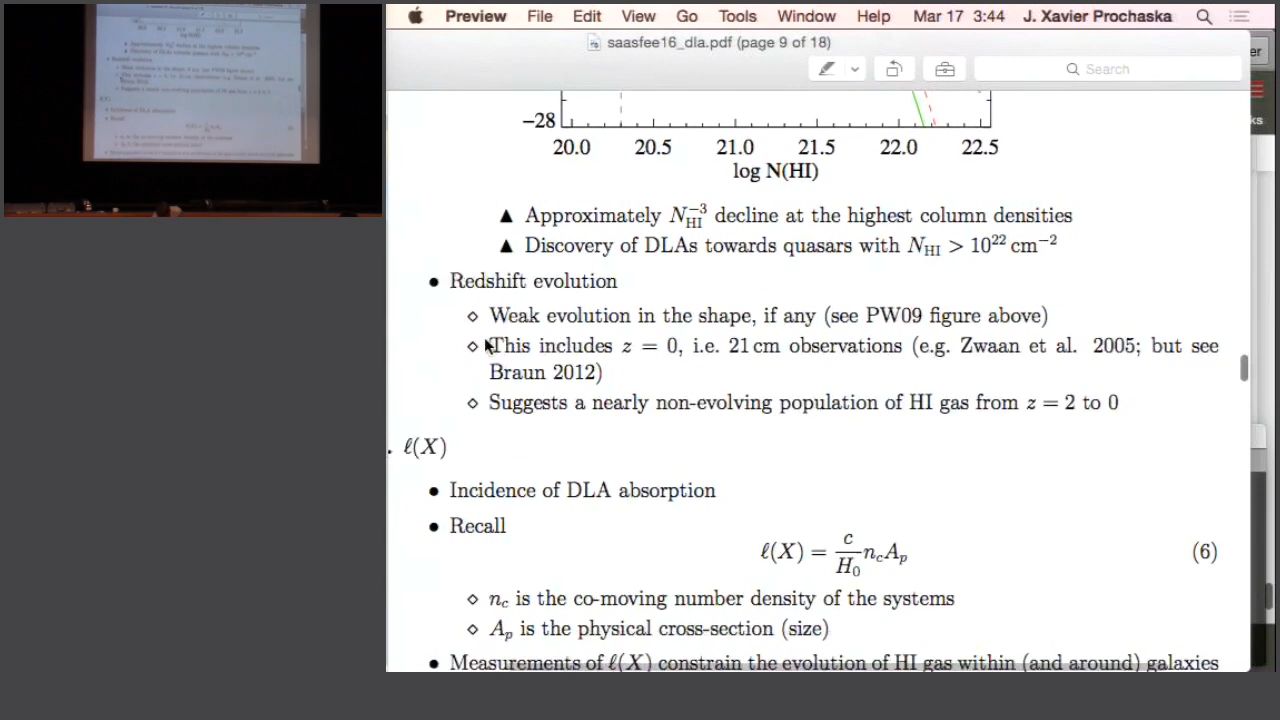 Preview File Edit View Go Tools Window Help Mar 17 3:44 J. Xavier Prochaska
saasfee16_dla.pdf (page 9 of 18)
Search
−28
20.0 20.5 21.0 21.5 22.0 22.5
log N(HI)
▲ Approximately N_HI^−3 decline at the highest column densities
▲ Discovery of DLAs towards quasars with N_HI > 10^22 cm^−2
● Redshift evolution
◇ Weak evolution in the shape, if any (see PW09 figure above)
◇ This includes z = 0, i.e. 21 cm observations (e.g. Zwaan et al. 2005; but see
Braun 2012)
◇ Suggests a nearly non-evolving population of HI gas from z = 2 to 0
. ℓ(X)
● Incidence of DLA absorption
● Recall
ℓ(X) = c/H_0 n_c A_p (6)
◇ n_c is the co-moving number density of the systems
◇ A_p is the physical cross-section (size)
● Measurements of ℓ(X) constrain the evolution of HI gas within (and around) galaxies